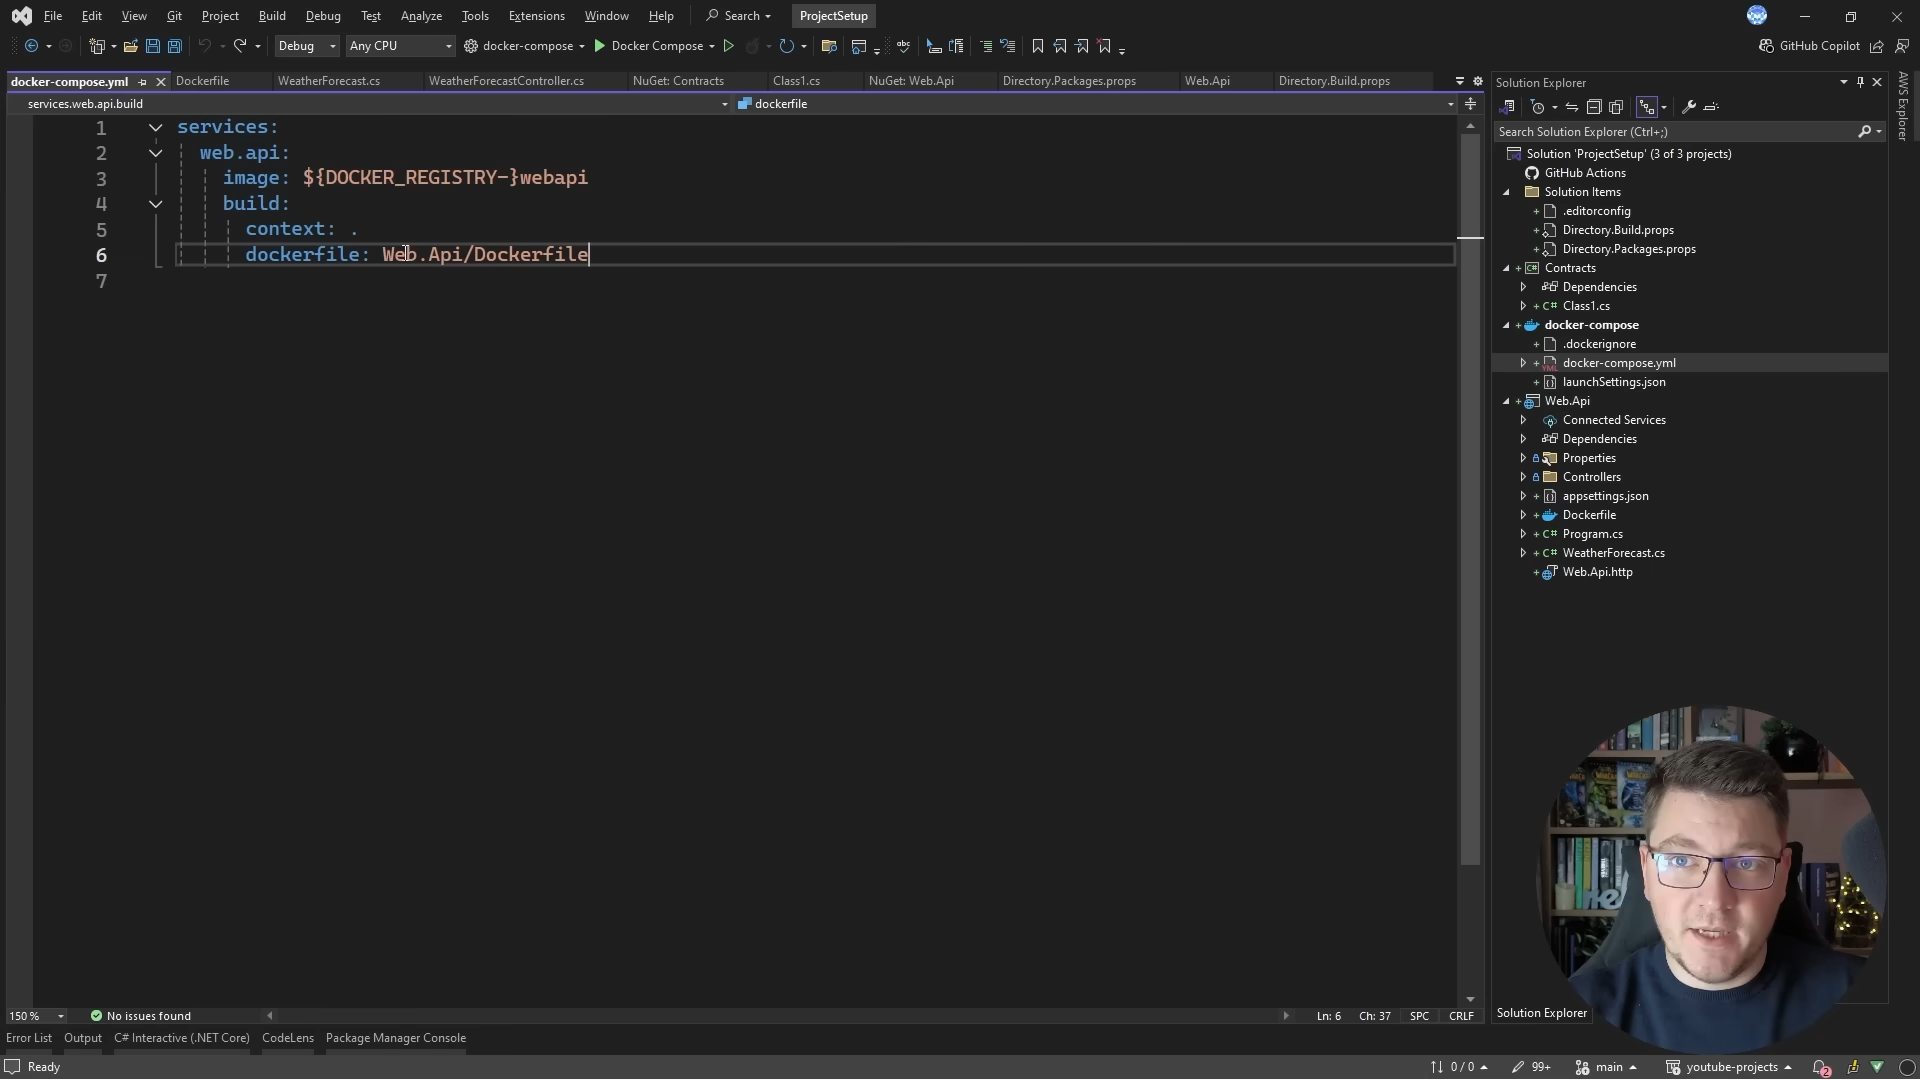 File Edit View Git Project Build Debug Test Analyze Tools Extensions Window Help Search ProjectSetup
Debug Any CPU docker-compose Docker Compose GitHub Copilot
docker-compose.yml Dockerfile WeatherForecast.cs WeatherForecastController.cs NuGet: Contracts Class1.cs NuGet: Web.Api Directory.Packages.props Web.Api Directory.Build.props
services.web.api.build dockerfile
1 services:
2 web.api:
3 image: ${DOCKER_REGISTRY-}webapi
4 build:
5 context: .
6 dockerfile: Web.Api/Dockerfile
7
Solution Explorer
Search Solution Explorer (Ctrl+;)
Solution 'ProjectSetup' (3 of 3 projects)
GitHub Actions
Solution Items
.editorconfig
Directory.Build.props
Directory.Packages.props
Contracts
Dependencies
C# Class1.cs
docker-compose
.dockerignore
docker-compose.yml
launchSettings.json
Web.Api
Connected Services
Dependencies
Properties
Controllers
appsettings.json
Dockerfile
C# Program.cs
C# WeatherForecast.cs
Web.Api.http
AWS Explorer
150 % No issues found Ln: 6 Ch: 37 SPC CRLF
Solution Explorer
Error List Output C# Interactive (.NET Core) CodeLens Package Manager Console
Ready 0 / 0 99+ main youtube-projects 2